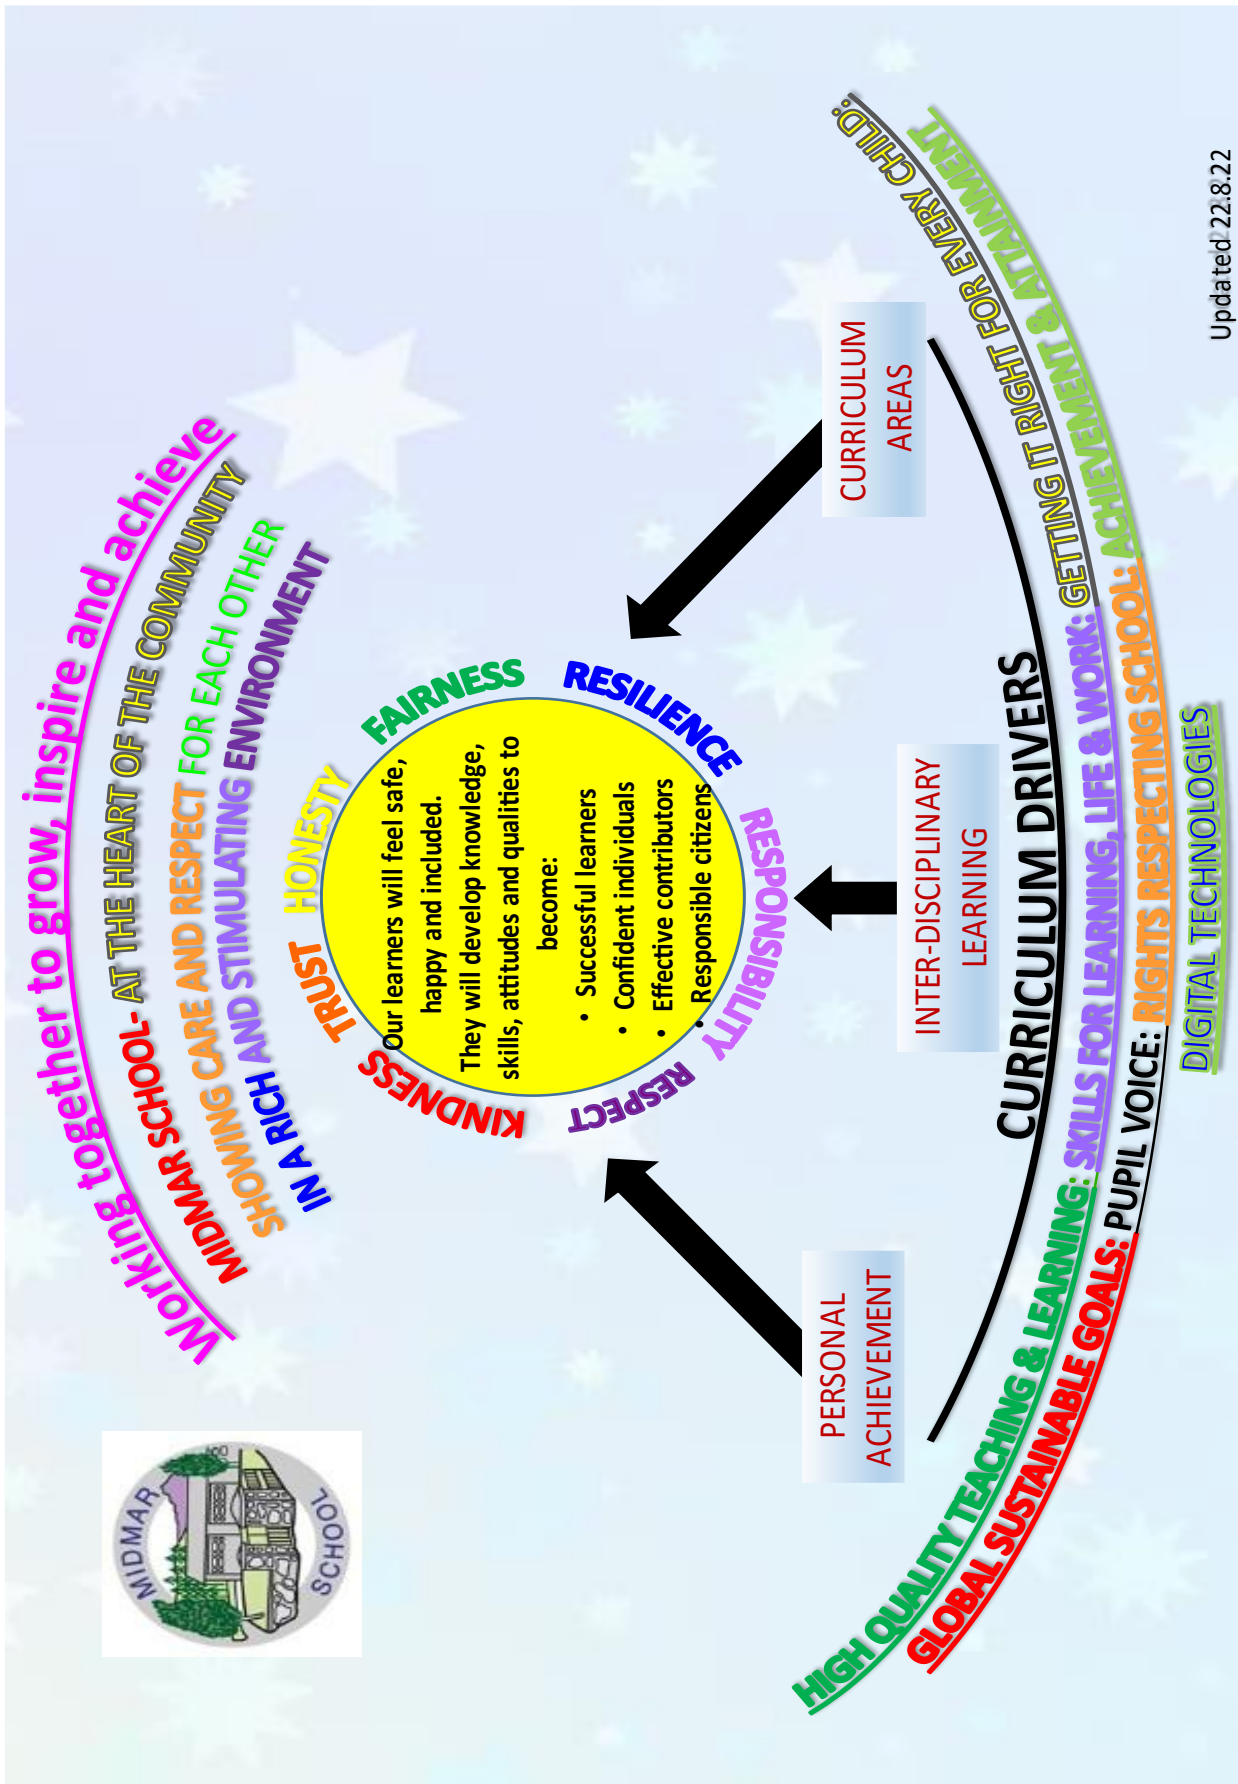 MIDMAR SCHOOL
Working together to grow, inspire and achieve
MIDMAR SCHOOL- AT THE HEART OF THE COMMUNITY
SHOWING CARE AND RESPECT FOR EACH OTHER
IN A RICH AND STIMULATING ENVIRONMENT
KINDNESS TRUST HONESTY FAIRNESS
RESILIENCE
RESPONSIBILITY
RESPECT
Our learners will feel safe,
happy and included.
They will develop knowledge,
skills, attitudes and qualities to
become:
• Successful learners
• Confident individuals
• Effective contributors
• Responsible citizens
PERSONAL
ACHIEVEMENT
INTER-DISCIPLINARY
LEARNING
CURRICULUM
AREAS
CURRICULUM DRIVERS
HIGH QUALITY TEACHING & LEARNING: SKILLS FOR LEARNING, LIFE & WORK: GETTING IT RIGHT FOR EVERY CHILD:
GLOBAL SUSTAINABLE GOALS: PUPIL VOICE: RIGHTS RESPECTING SCHOOL: ACHIEVEMENT & ATTAINMENT
DIGITAL TECHNOLOGIES
Updated 22.8.22